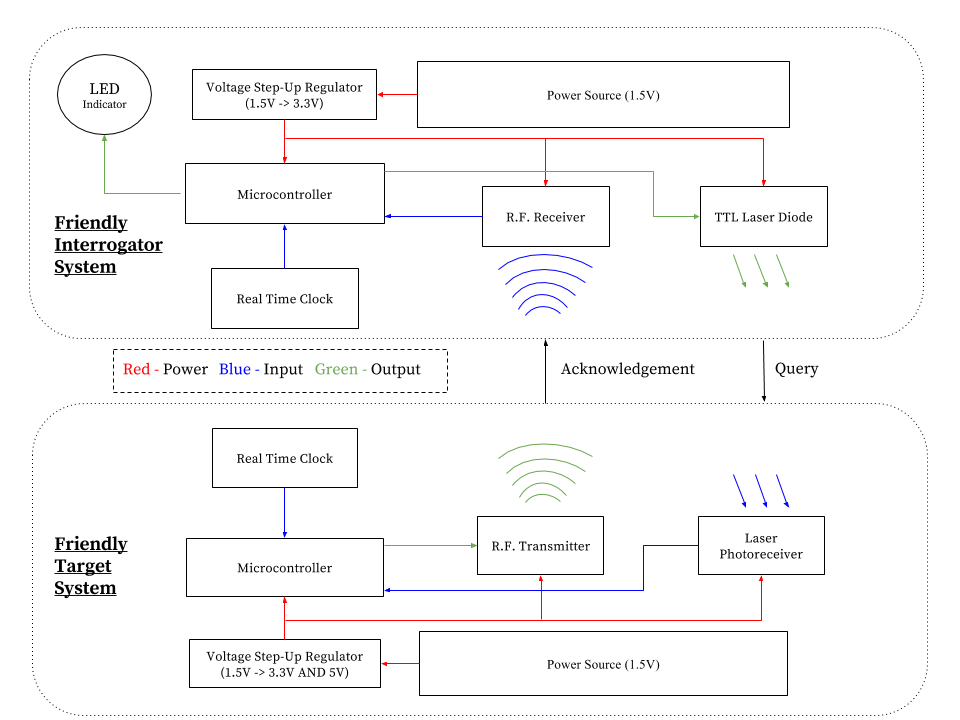 LED
Indicator
Voltage Step-Up Regulator
(1.5V -> 3.3V)
Power Source (1.5V)
Microcontroller
R.F. Receiver
TTL Laser Diode
Friendly
Interrogator
System
Real Time Clock
Red - Power Blue - Input Green - Output
Acknowledgement
Query
Real Time Clock
Friendly
Target
System
Microcontroller
R.F. Transmitter
Laser
Photoreceiver
Voltage Step-Up Regulator
(1.5V -> 3.3V AND 5V)
Power Source (1.5V)